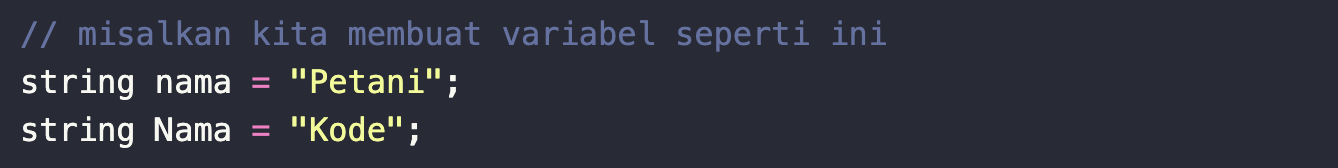 // misalkan kita membuat variabel seperti ini
string nama = "Petani";
string Nama = "Kode";